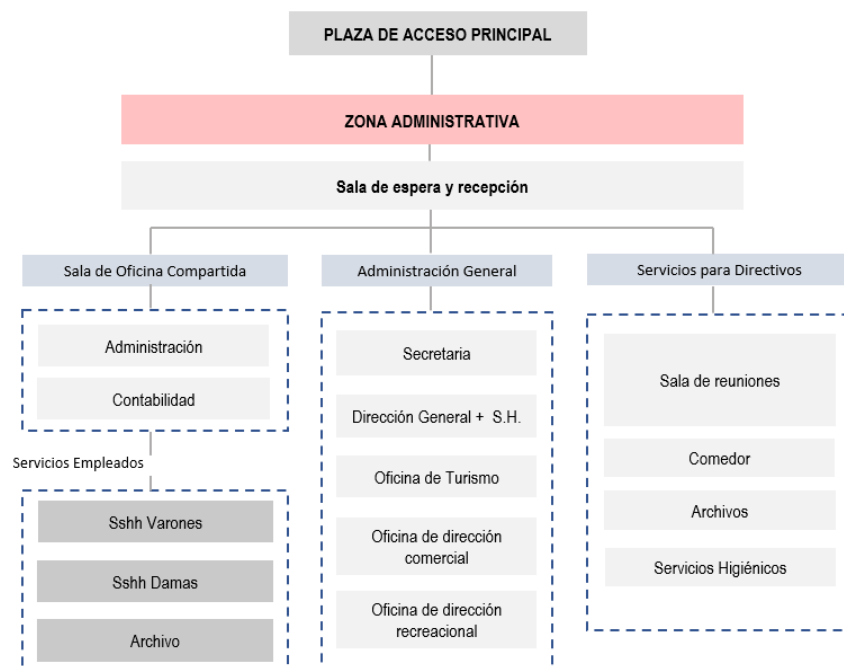 PLAZA DE ACCESO PRINCIPAL
ZONA ADMINISTRATIVA
Sala de espera y recepción
Sala de Oficina Compartida
Administración
Contabilidad
Servicios Empleados
Sshh Varones
Sshh Damas
Archivo
Administración General
Secretaria
Dirección General + S.H.
Oficina de Turismo
Oficina de dirección
comercial
Oficina de dirección
recreacional
Servicios para Directivos
Sala de reuniones
Comedor
Archivos
Servicios Higiénicos